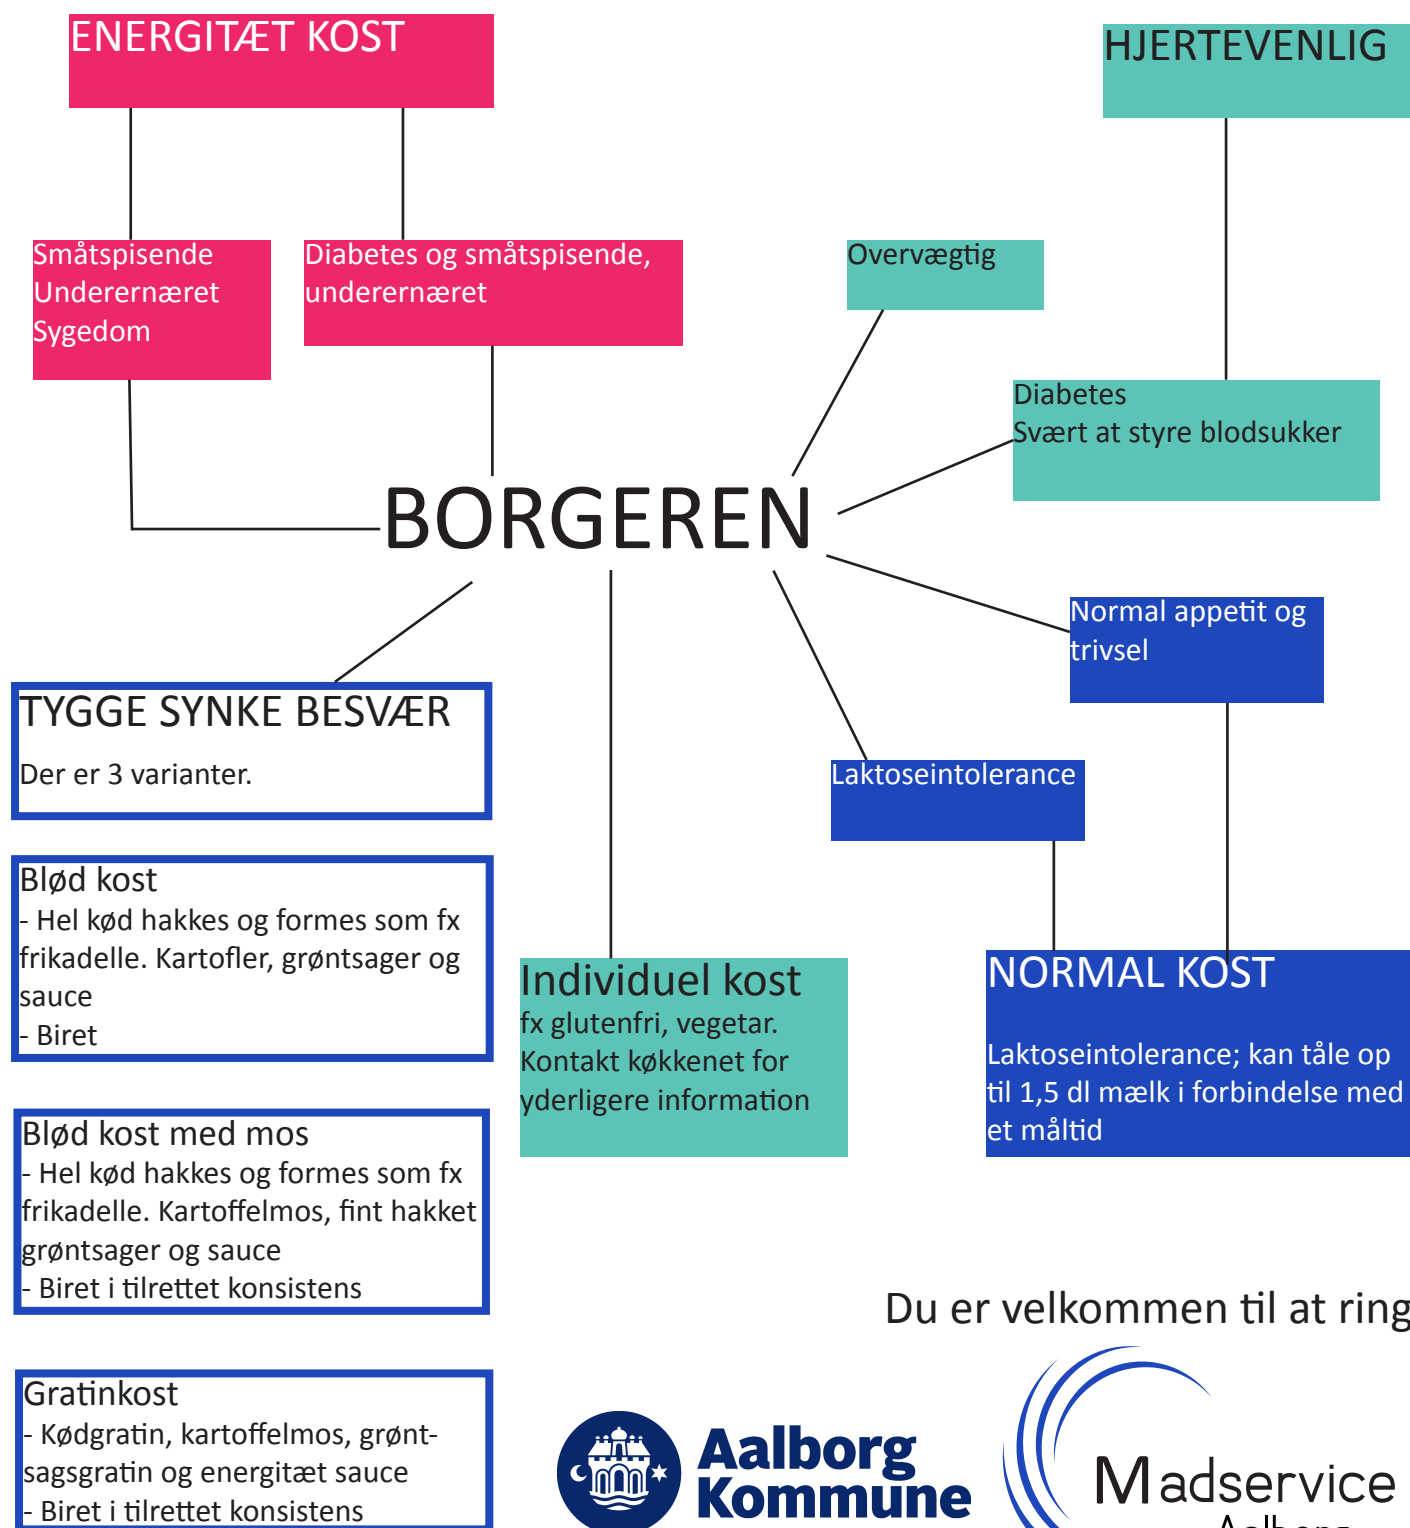 ENERGITÆT KOST
HJERTEVENLIG
Småtspisende
Underernæret
Sygedom
Diabetes og småtspisende,
underernæret
Overvægtig
Diabetes
Svært at styre blodsukker
BORGEREN
Normal appetit og
trivsel
TYGGE SYNKE BESVÆR
Der er 3 varianter.
Laktoseintolerance
Blød kost
- Hel kød hakkes og formes som fx
frikadelle. Kartofler, grøntsager og
sauce
- Biret
Individuel kost
fx glutenfri, vegetar.
Kontakt køkkenet for
yderligere information
NORMAL KOST
Laktoseintolerance; kan tåle op
til 1,5 dl mælk i forbindelse med
et måltid
Blød kost med mos
- Hel kød hakkes og formes som fx
frikadelle. Kartoffelmos, fint hakket
grøntsager og sauce
- Biret i tilrettet konsistens
Du er velkommen til at ring
Gratinkost
- Kødgratin, kartoffelmos, grønt-
sagsgratin og energitæt sauce
- Biret i tilrettet konsistens
Aalborg
Kommune
Madservice
Aalborg